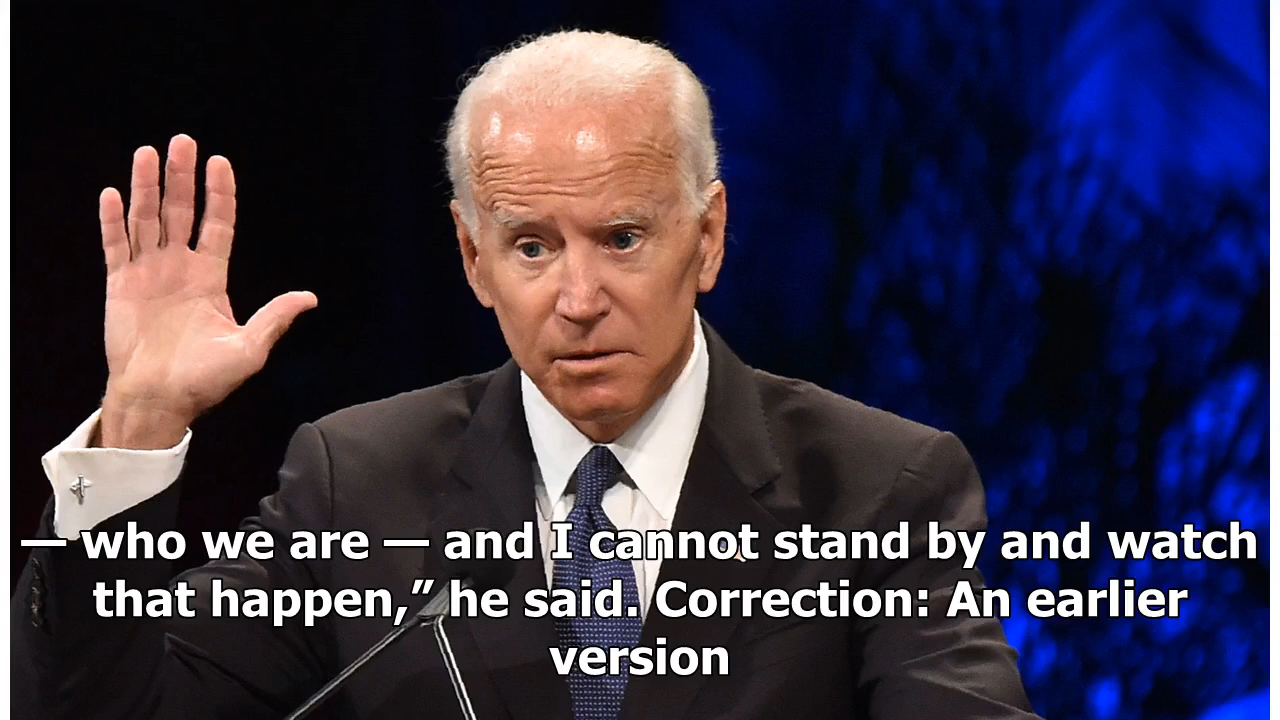 — who we are — and I cannot stand by and watch
that happen,” he said. Correction: An earlier
version